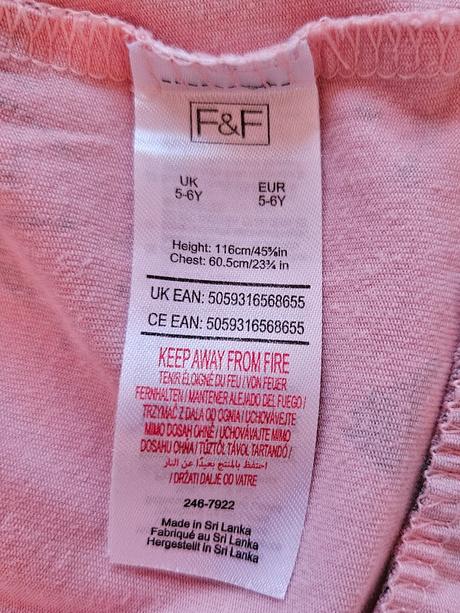 F&F
UK EUR
5-6Y 5-6Y
Height: 116cm/45⅝in
Chest: 60.5cm/23¾ in
UK EAN: 5059316568655
CE EAN: 5059316568655
KEEP AWAY FROM FIRE
TENIR ÉLOIGNÉ DU FEU / VON FEUER
FERNHALTEN / MANTENER ALEJADO DEL FUEGO /
TRZYMAĆ Z DALA OD OGNIA / UCHOVÁVEJTE
MIMO DOSAH OHNĚ / UCHOVÁVAJTE MIMO
DOSAHU OHŇA / TŰZTŐL TÁVOL TARTANDÓ /
احتفظ بالمنتج بعيدًا عن النار
/ DRŽATI DALJE OD VATRE
246-7922
Made in Sri Lanka
Fabriqué au Sri Lanka
Hergestellt in Sri Lanka